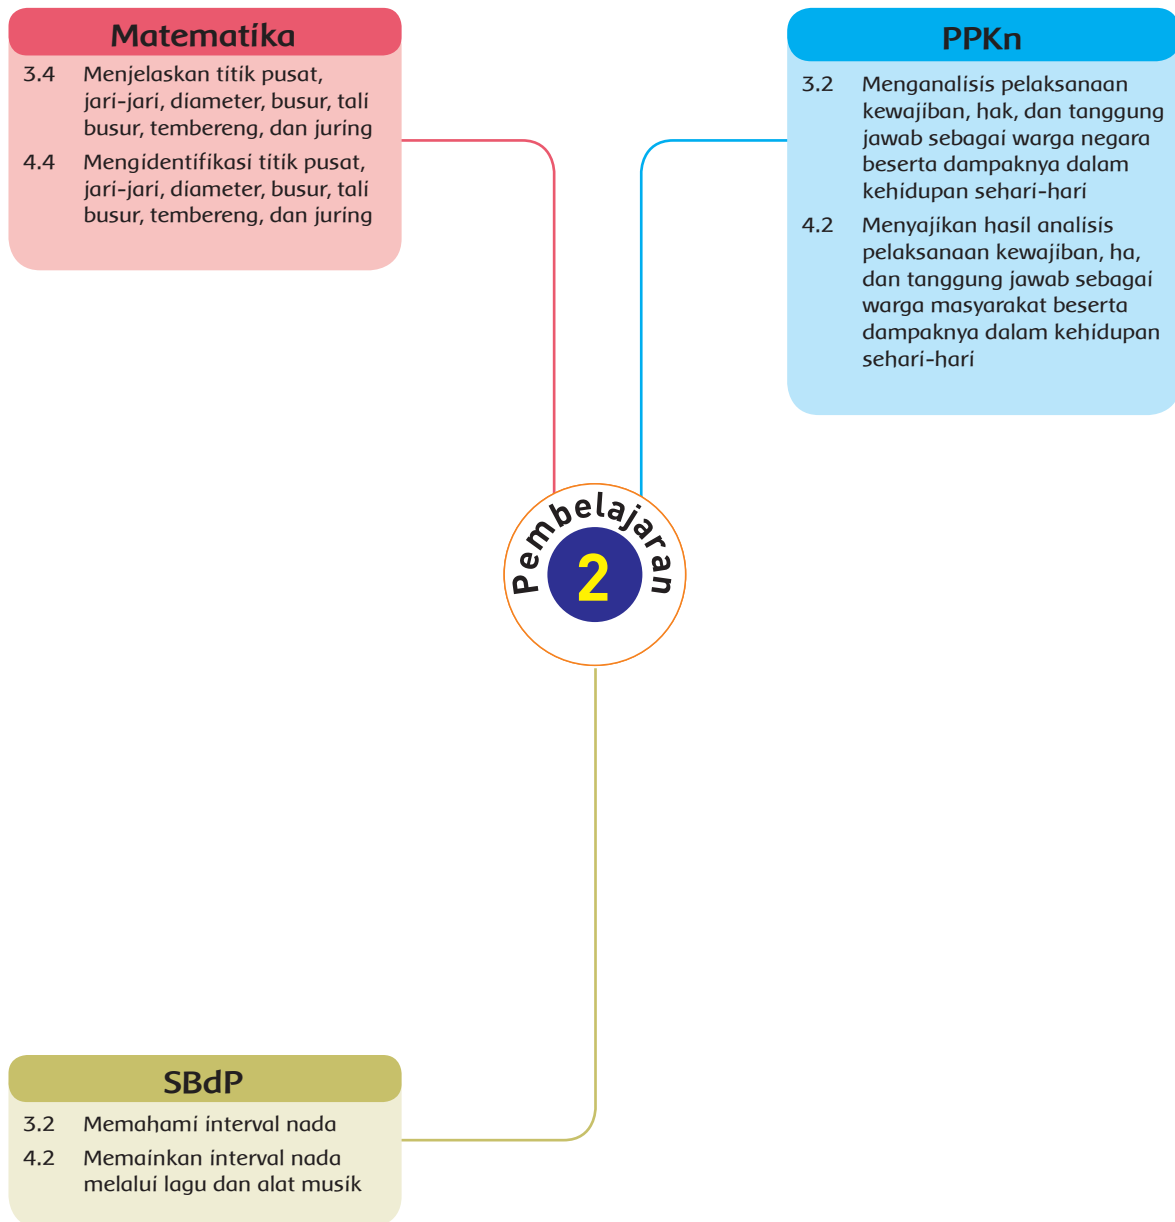 Matematika
3.4 Menjelaskan titik pusat,
jari-jari, diameter, busur, tali
busur, tembereng, dan juring
4.4 Mengidentifikasi titik pusat,
jari-jari, diameter, busur, tali
busur, tembereng, dan juring
PPKn
3.2 Menganalisis pelaksanaan
kewajiban, hak, dan tanggung
jawab sebagai warga negara
beserta dampaknya dalam
kehidupan sehari-hari
4.2 Menyajikan hasil analisis
pelaksanaan kewajiban, ha,
dan tanggung jawab sebagai
warga masyarakat beserta
dampaknya dalam kehidupan
sehari-hari
Pembelajaran
2
SBdP
3.2 Memahami interval nada
4.2 Memainkan interval nada
melalui lagu dan alat musik